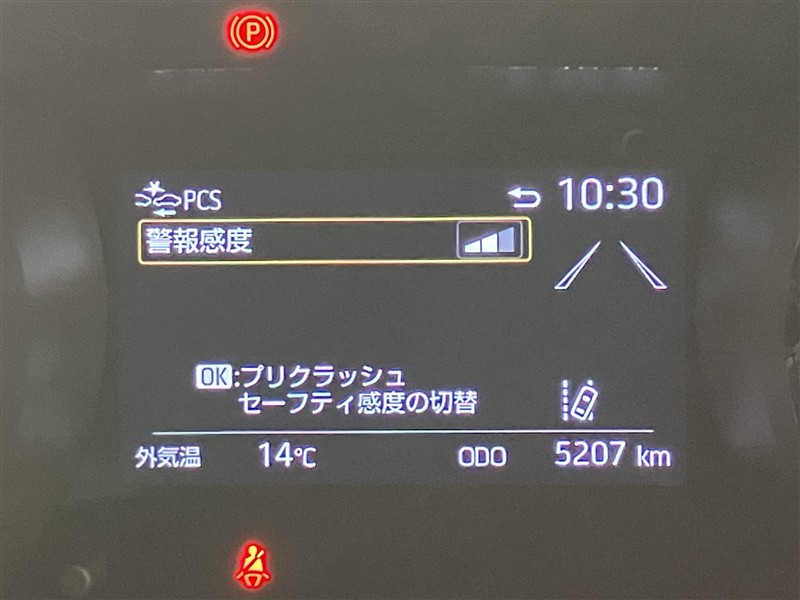 P
PCS
10:30
警報感度
OK:プリクラッシュ
セーフティ感度の切替
外気温 14℃ ODO 5207 km